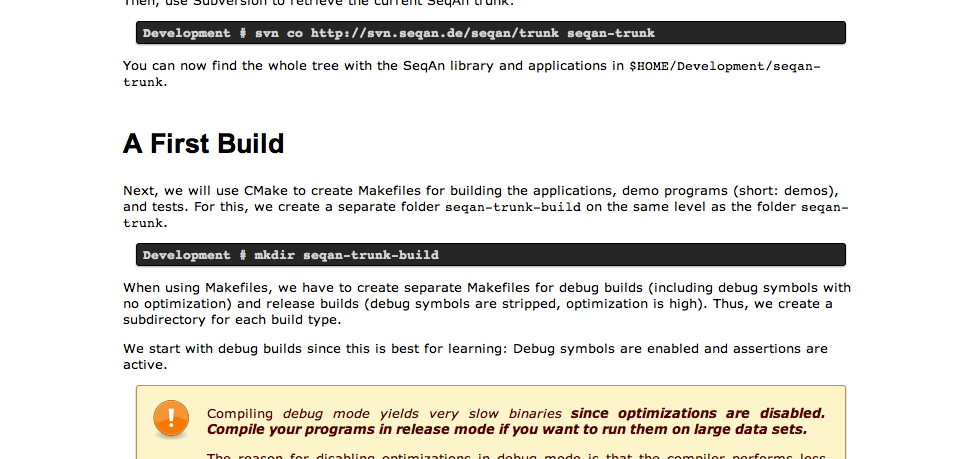 Then, use Subversion to retrieve the current SeqAn trunk.
Development # svn co http://svn.seqan.de/seqan/trunk seqan-trunk
You can now find the whole tree with the SeqAn library and applications in $HOME/Development/seqan-
trunk.
A First Build
Next, we will use CMake to create Makefiles for building the applications, demo programs (short: demos),
and tests. For this, we create a separate folder seqan-trunk-build on the same level as the folder seqan-
trunk.
Development # mkdir seqan-trunk-build
When using Makefiles, we have to create separate Makefiles for debug builds (including debug symbols with
no optimization) and release builds (debug symbols are stripped, optimization is high). Thus, we create a
subdirectory for each build type.
We start with debug builds since this is best for learning: Debug symbols are enabled and assertions are
active.
Compiling debug mode yields very slow binaries since optimizations are disabled.
Compile your programs in release mode if you want to run them on large data sets.
The reason for disabling optimizations in debug mode is that the compiler performs less